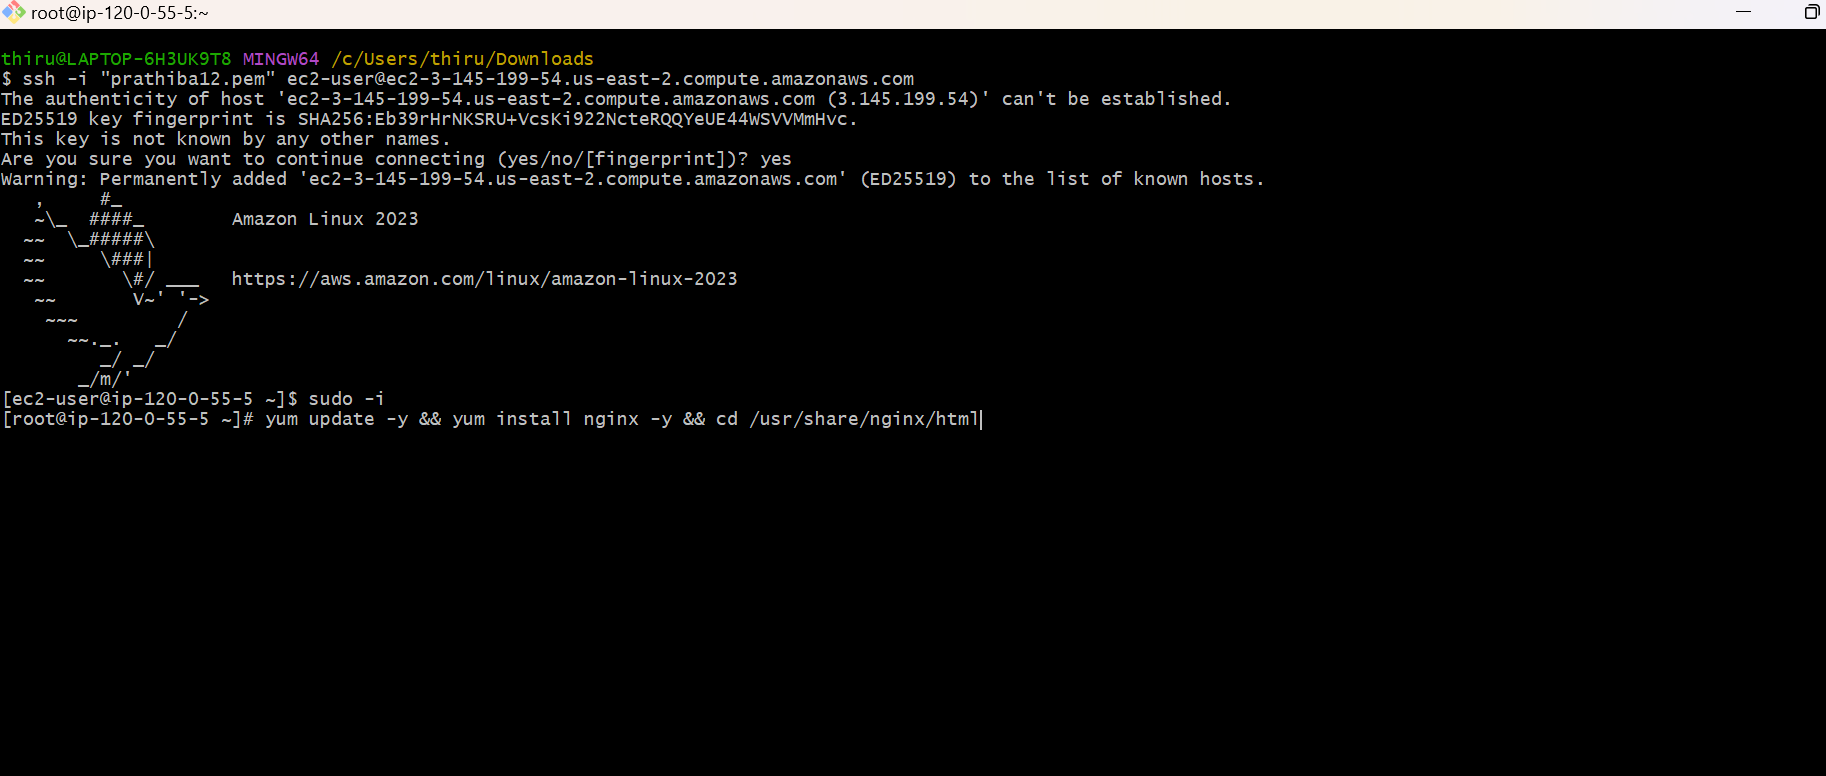 root@ip-120-0-55-5:~
thiru@LAPTOP-6H3UK9T8 MINGW64 /c/Users/thiru/Downloads
$ ssh -i "prathiba12.pem" ec2-user@ec2-3-145-199-54.us-east-2.compute.amazonaws.com
The authenticity of host 'ec2-3-145-199-54.us-east-2.compute.amazonaws.com (3.145.199.54)' can't be established.
ED25519 key fingerprint is SHA256:Eb39rHrNKSRU+VcsKi922NcteRQQYeUE44WSVVMmHvc.
This key is not known by any other names.
Are you sure you want to continue connecting (yes/no/[fingerprint])? yes
Warning: Permanently added 'ec2-3-145-199-54.us-east-2.compute.amazonaws.com' (ED25519) to the list of known hosts.
   ,     #_
   ~\_  ####_        Amazon Linux 2023
  ~~  \_#####\
  ~~     \###|
  ~~       \#/ ___   https://aws.amazon.com/linux/amazon-linux-2023
   ~~       V~' '->
    ~~~         /
      ~~._.   _/
         _/ _/
       _/m/'
[ec2-user@ip-120-0-55-5 ~]$ sudo -i
[root@ip-120-0-55-5 ~]# yum update -y && yum install nginx -y && cd /usr/share/nginx/html